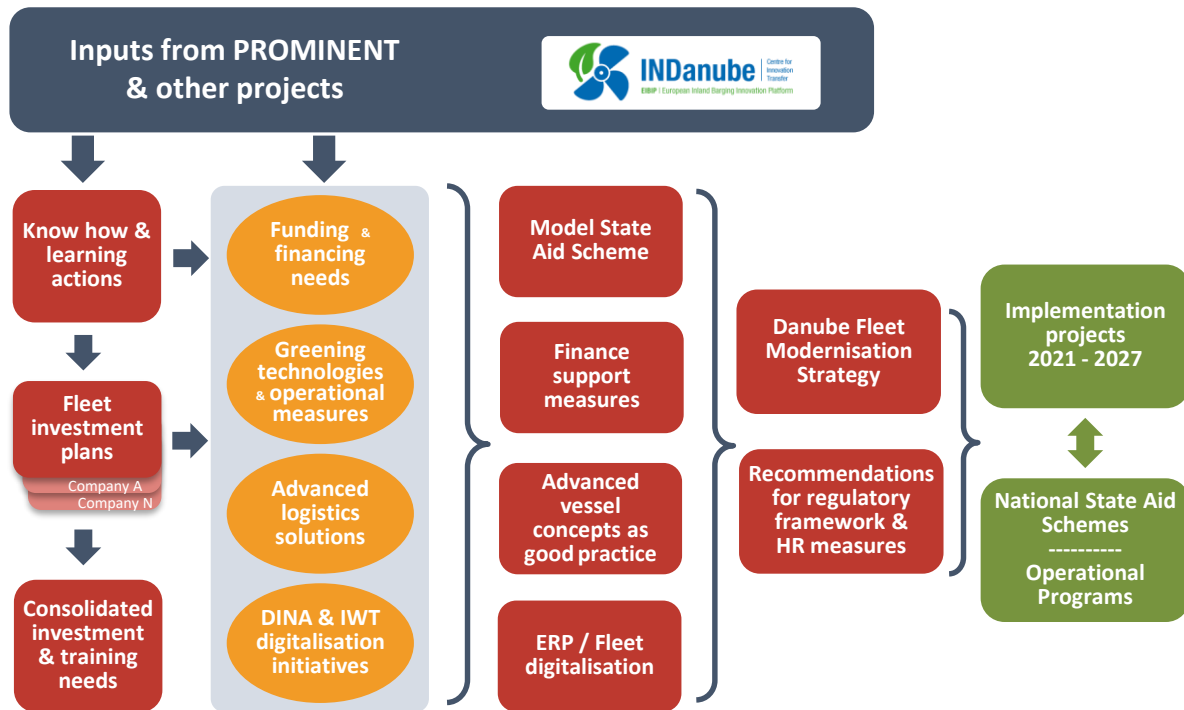 Inputs from PROMINENT
& other projects
INDanube
Centre for
Innovation
Transfer
EIBIP | European Inland Barging Innovation Platform
Know how &
learning
actions
Fleet
investment
plans
Company A
Company N
Consolidated
investment
& training
needs
Funding &
financing
needs
Greening
technologies
& operational
measures
Advanced
logistics
solutions
DINA & IWT
digitalisation
initiatives
Model State
Aid Scheme
Finance
support
measures
Advanced
vessel
concepts as
good practice
ERP / Fleet
digitalisation
Danube Fleet
Modernisation
Strategy
Recommendations
for regulatory
framework &
HR measures
Implementation
projects
2021 - 2027
National State Aid
Schemes
----------
Operational
Programs